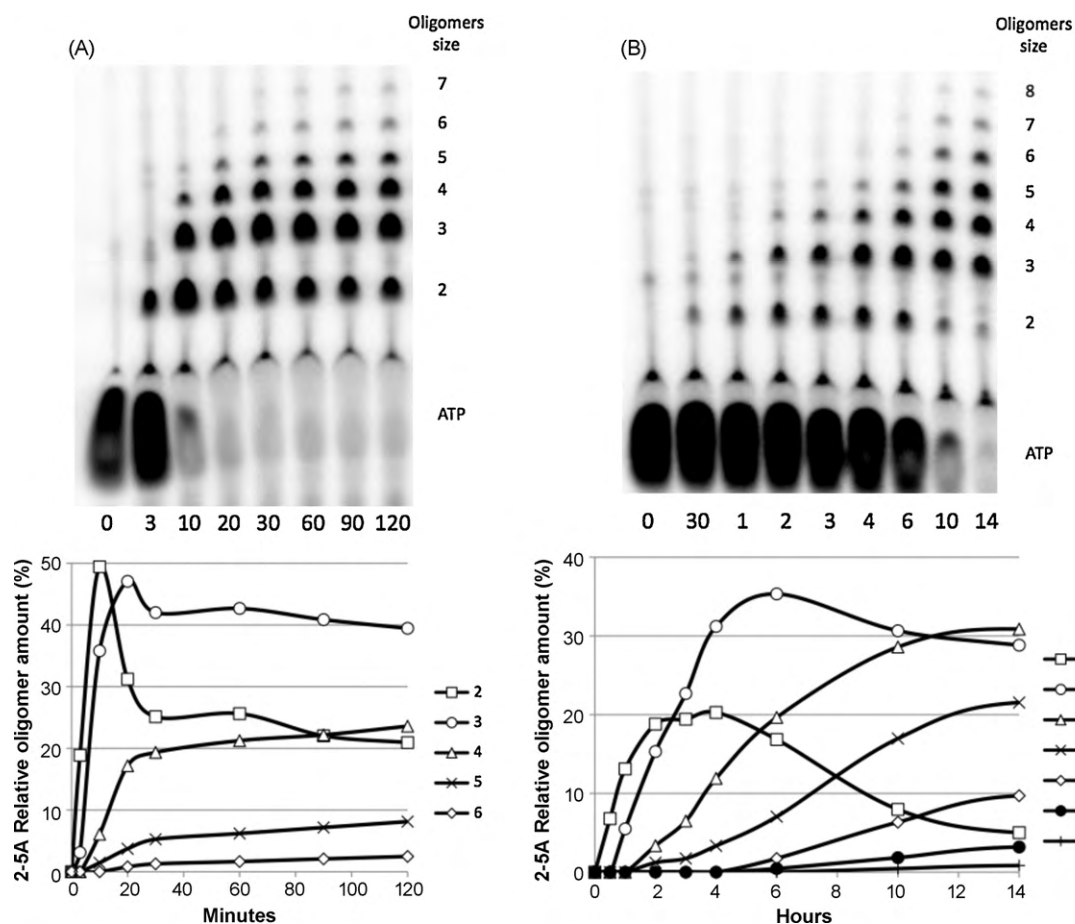 (A)
Oligomers
size
7
6
5
4
3
2
ATP
0 3 10 20 30 60 90 120
(B)
Oligomers
size
8
7
6
5
4
3
2
ATP
0 30 1 2 3 4 6 10 14
2-5A Relative oligomer amount (%)
50
40
30
20
10
0
0 20 40 60 80 100 120
Minutes
2
3
4
5
6
2-5A Relative oligomer amount (%)
40
30
20
10
0
0 2 4 6 8 10 12 14
Hours